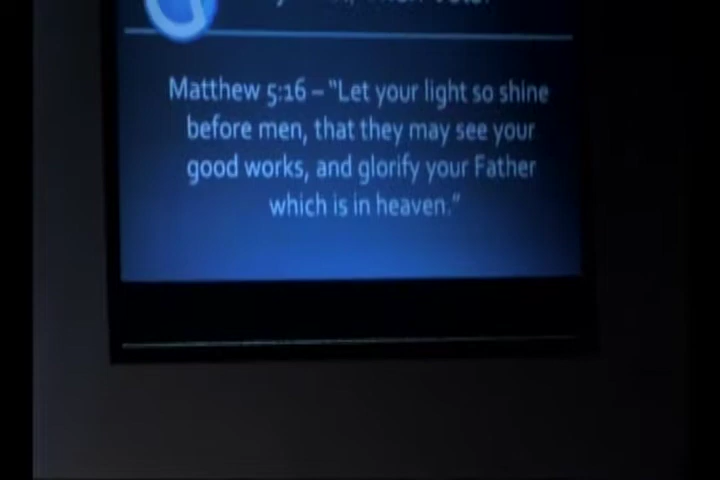 Matthew 5:16 – "Let your light so shine
before men, that they may see your
good works, and glorify your Father
which is in heaven."